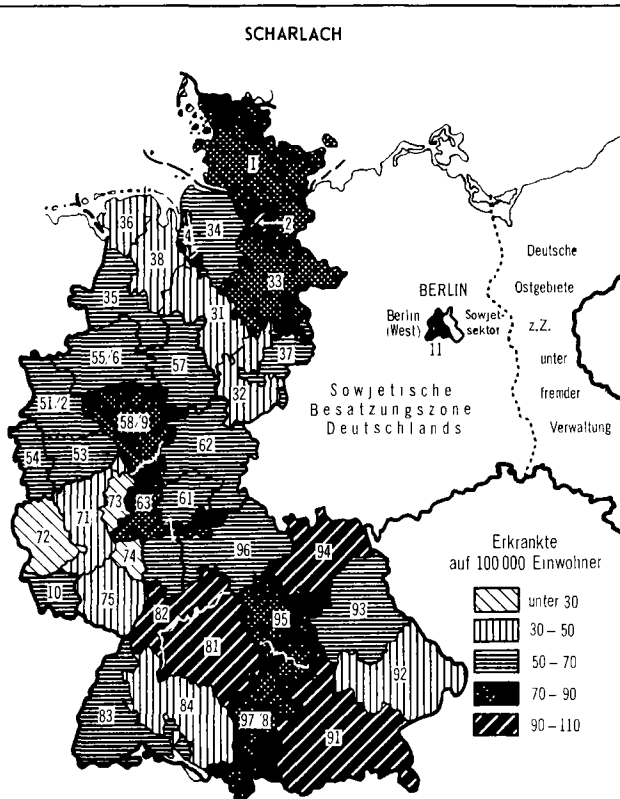 SCHARLACH
1
2
36
4
34
38
33
35
31
37
55/6
57
32
51/2
58/9
62
54
53
73
63
61
71
72
74
96
94
10
75
82
95
93
81
92
83
84
97/8
91
BERLIN
Berlin
(West)
Sowjet-
sektor
11
Deutsche
Ostgebiete
z.Z.
unter
fremder
Verwaltung
Sowjetische
Besatzungszone
Deutschlands
Erkrankte
auf 100 000 Einwohner
unter 30
30 – 50
50 – 70
70 – 90
90 – 110